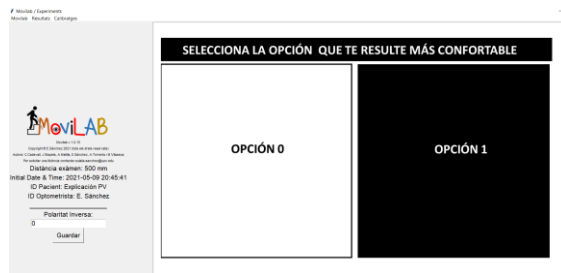 Movilab / Experiments
Movilab Resultats Calibratges
SELECCIONA LA OPCIÓN QUE TE RESULTE MÁS CONFORTABLE
MoviLAB
OPCIÓN 0
OPCIÓN 1
Distància exàmen: 500 mm
Initial Date & Time: 2021-05-09 20:45:41
ID Pacient: Explicación PV
ID Optometrista: E. Sánchez
Polaritat Inversa:
0
Guardar